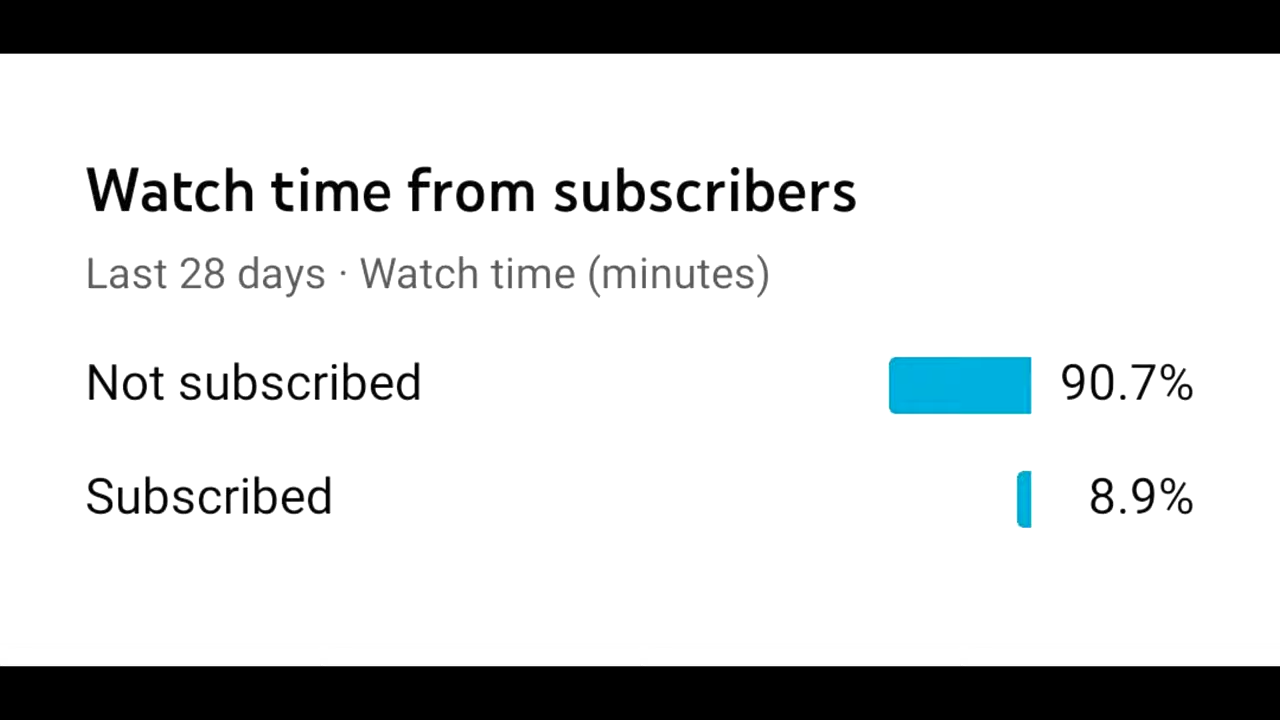 Watch time from subscribers
Last 28 days · Watch time (minutes)
Not subscribed 90.7%
Subscribed 8.9%